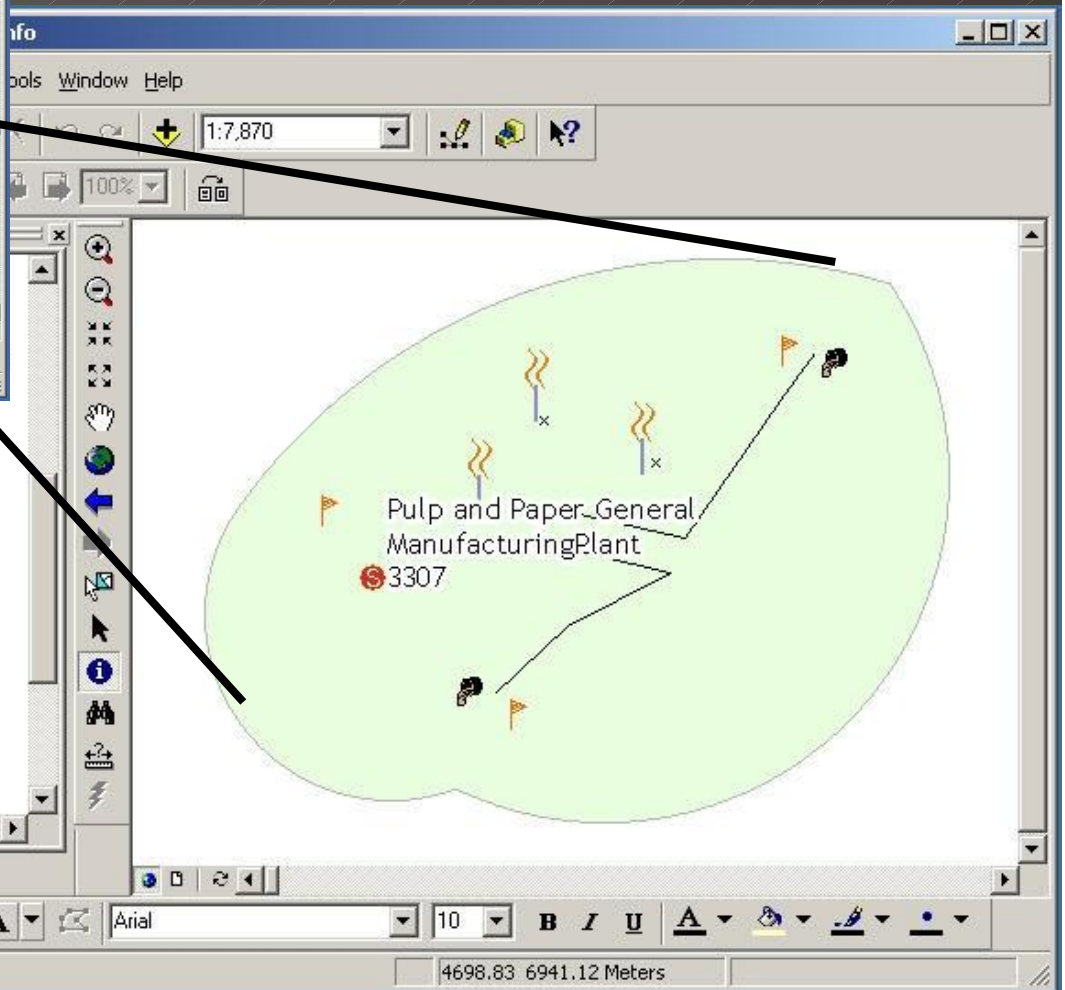 nfo
ools Window Help
1:7,870
100%
Pulp and Paper General
ManufacturingPlant
S 3307
Arial
10 B I U A
4698.83 6941.12 Meters